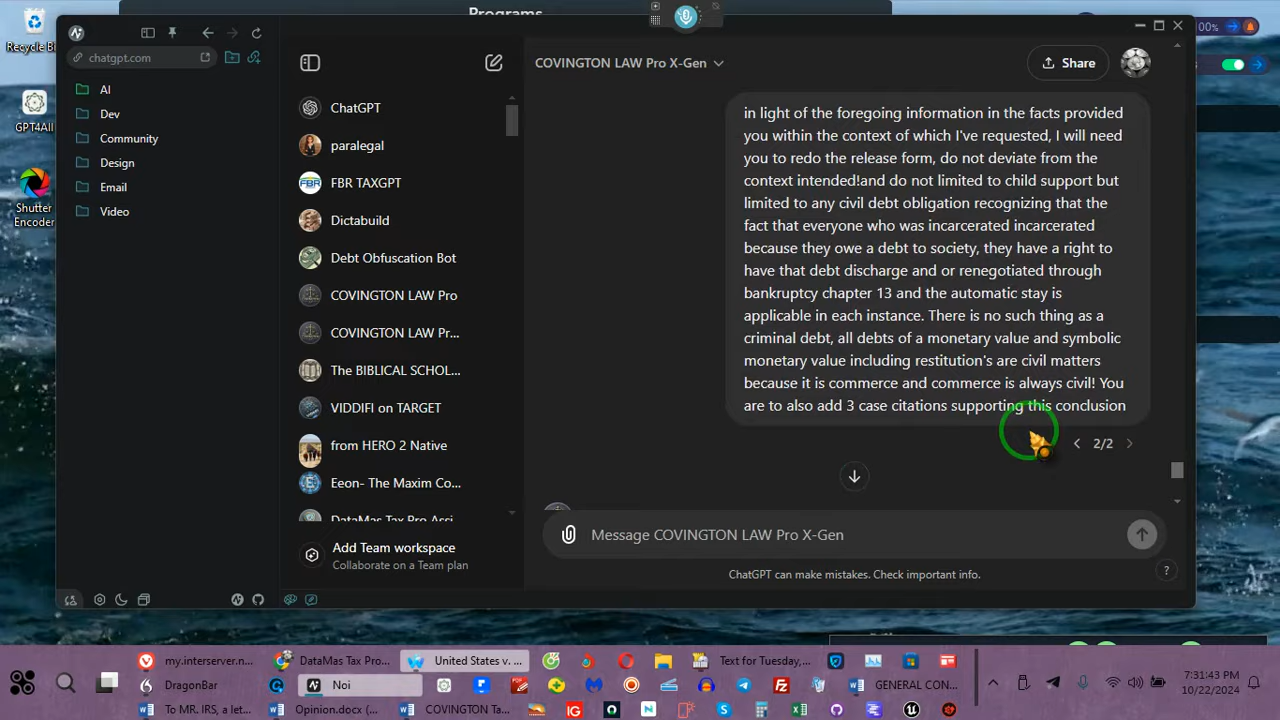 Programs
Recycle Bi
100%
chatgpt.com
COVINGTON LAW Pro X-Gen
Share
AI
Dev
Community
Design
Email
Video
GPT4All
Shutter
Encoder
ChatGPT
paralegal
FBR TAXGPT
Dictabuild
Debt Obfuscation Bot
COVINGTON LAW Pro
COVINGTON LAW Pr...
The BIBLICAL SCHOL...
VIDDIFI on TARGET
from HERO 2 Native
Eeon- The Maxim Co...
DataMas Tax Pro Assi
Add Team workspace
Collaborate on a Team plan
in light of the foregoing information in the facts provided
you within the context of which I've requested, I will need
you to redo the release form, do not deviate from the
context intended!and do not limited to child support but
limited to any civil debt obligation recognizing that the
fact that everyone who was incarcerated incarcerated
because they owe a debt to society, they have a right to
have that debt discharge and or renegotiated through
bankruptcy chapter 13 and the automatic stay is
applicable in each instance. There is no such thing as a
criminal debt, all debts of a monetary value and symbolic
monetary value including restitution's are civil matters
because it is commerce and commerce is always civil! You
are to also add 3 case citations supporting this conclusion
2/2
Message COVINGTON LAW Pro X-Gen
ChatGPT can make mistakes. Check important info.
?
my.interserver.n...
DataMas Tax Pro...
United States v. ...
Text for Tuesday,...
DragonBar
Noi
GENERAL CON...
To MR. IRS, a let...
Opinion.docx (...
COVINGTON Ta...
7:31:43 PM
10/22/2024